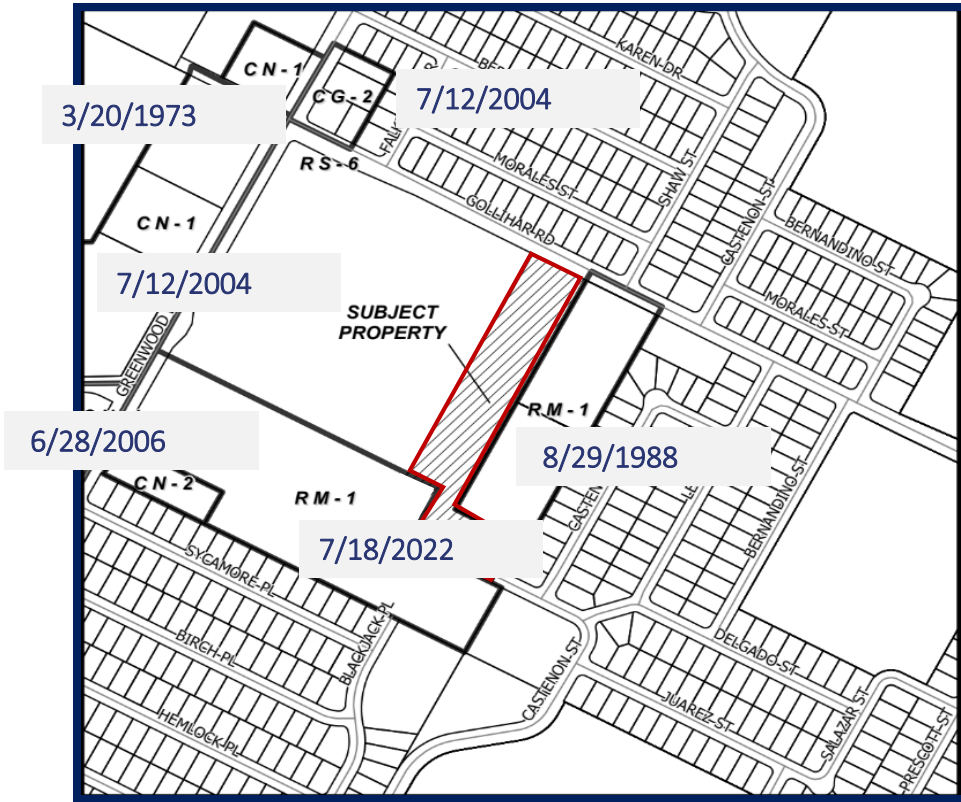 KAREN-DR
CN-1
CG-2
3/20/1973
7/12/2004
RS-6
MORALES-ST
SHAW-ST
GOLLIHAR-RD
CASTENON-ST
BERNANDINO-ST
CN-1
7/12/2004
MORALES-ST
SUBJECT
PROPERTY
GREENWOOD
RM-1
6/28/2006
8/29/1988
CN-2
RM-1
BERNANDINO-ST
7/18/2022
SYCAMORE-PL
BIRCH-PL
BLACKJACK-PL
HEMLOCK-PL
CASTENON-ST
DELGADO-ST
JUAREZ-ST
SALAZAR ST
PRESCOTT-ST